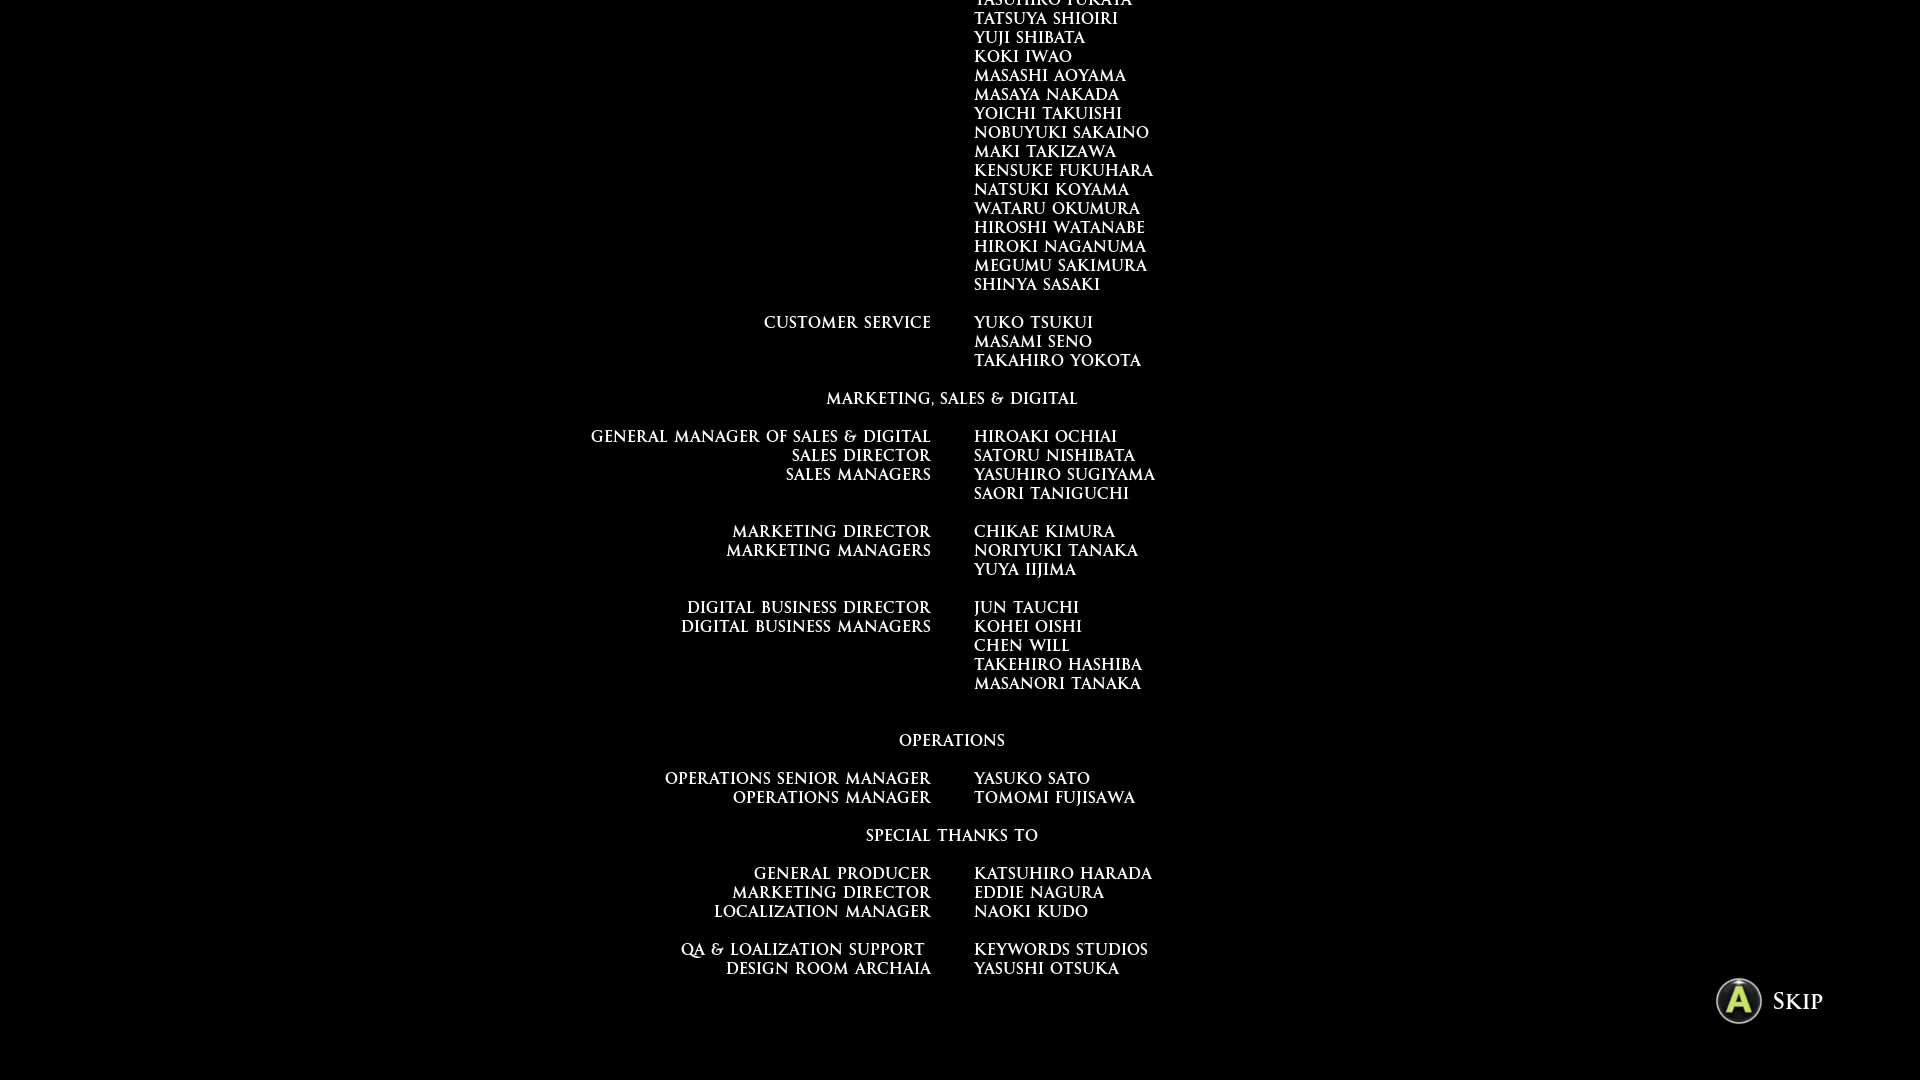 TATSUYA SHIOIRI
YUJI SHIBATA
KOKI IWAO
MASASHI AOYAMA
MASAYA NAKADA
YOICHI TAKUISHI
NOBUYUKI SAKAINO
MAKI TAKIZAWA
KENSUKE FUKUHARA
NATSUKI KOYAMA
WATARU OKUMURA
HIROSHI WATANABE
HIROKI NAGANUMA
MEGUMU SAKIMURA
SHINYA SASAKI
CUSTOMER SERVICE YUKO TSUKUI
MASAMI SENO
TAKAHIRO YOKOTA
MARKETING, SALES & DIGITAL
GENERAL MANAGER OF SALES & DIGITAL HIROAKI OCHIAI
SALES DIRECTOR SATORU NISHIBATA
SALES MANAGERS YASUHIRO SUGIYAMA
SAORI TANIGUCHI
MARKETING DIRECTOR CHIKAE KIMURA
MARKETING MANAGERS NORIYUKI TANAKA
YUYA IIJIMA
DIGITAL BUSINESS DIRECTOR JUN TAUCHI
DIGITAL BUSINESS MANAGERS KOHEI OISHI
CHEN WILL
TAKEHIRO HASHIBA
MASANORI TANAKA
OPERATIONS
OPERATIONS SENIOR MANAGER YASUKO SATO
OPERATIONS MANAGER TOMOMI FUJISAWA
SPECIAL THANKS TO
GENERAL PRODUCER KATSUHIRO HARADA
MARKETING DIRECTOR EDDIE NAGURA
LOCALIZATION MANAGER NAOKI KUDO
QA & LOALIZATION SUPPORT KEYWORDS STUDIOS
DESIGN ROOM ARCHAIA YASUSHI OTSUKA
A SKIP